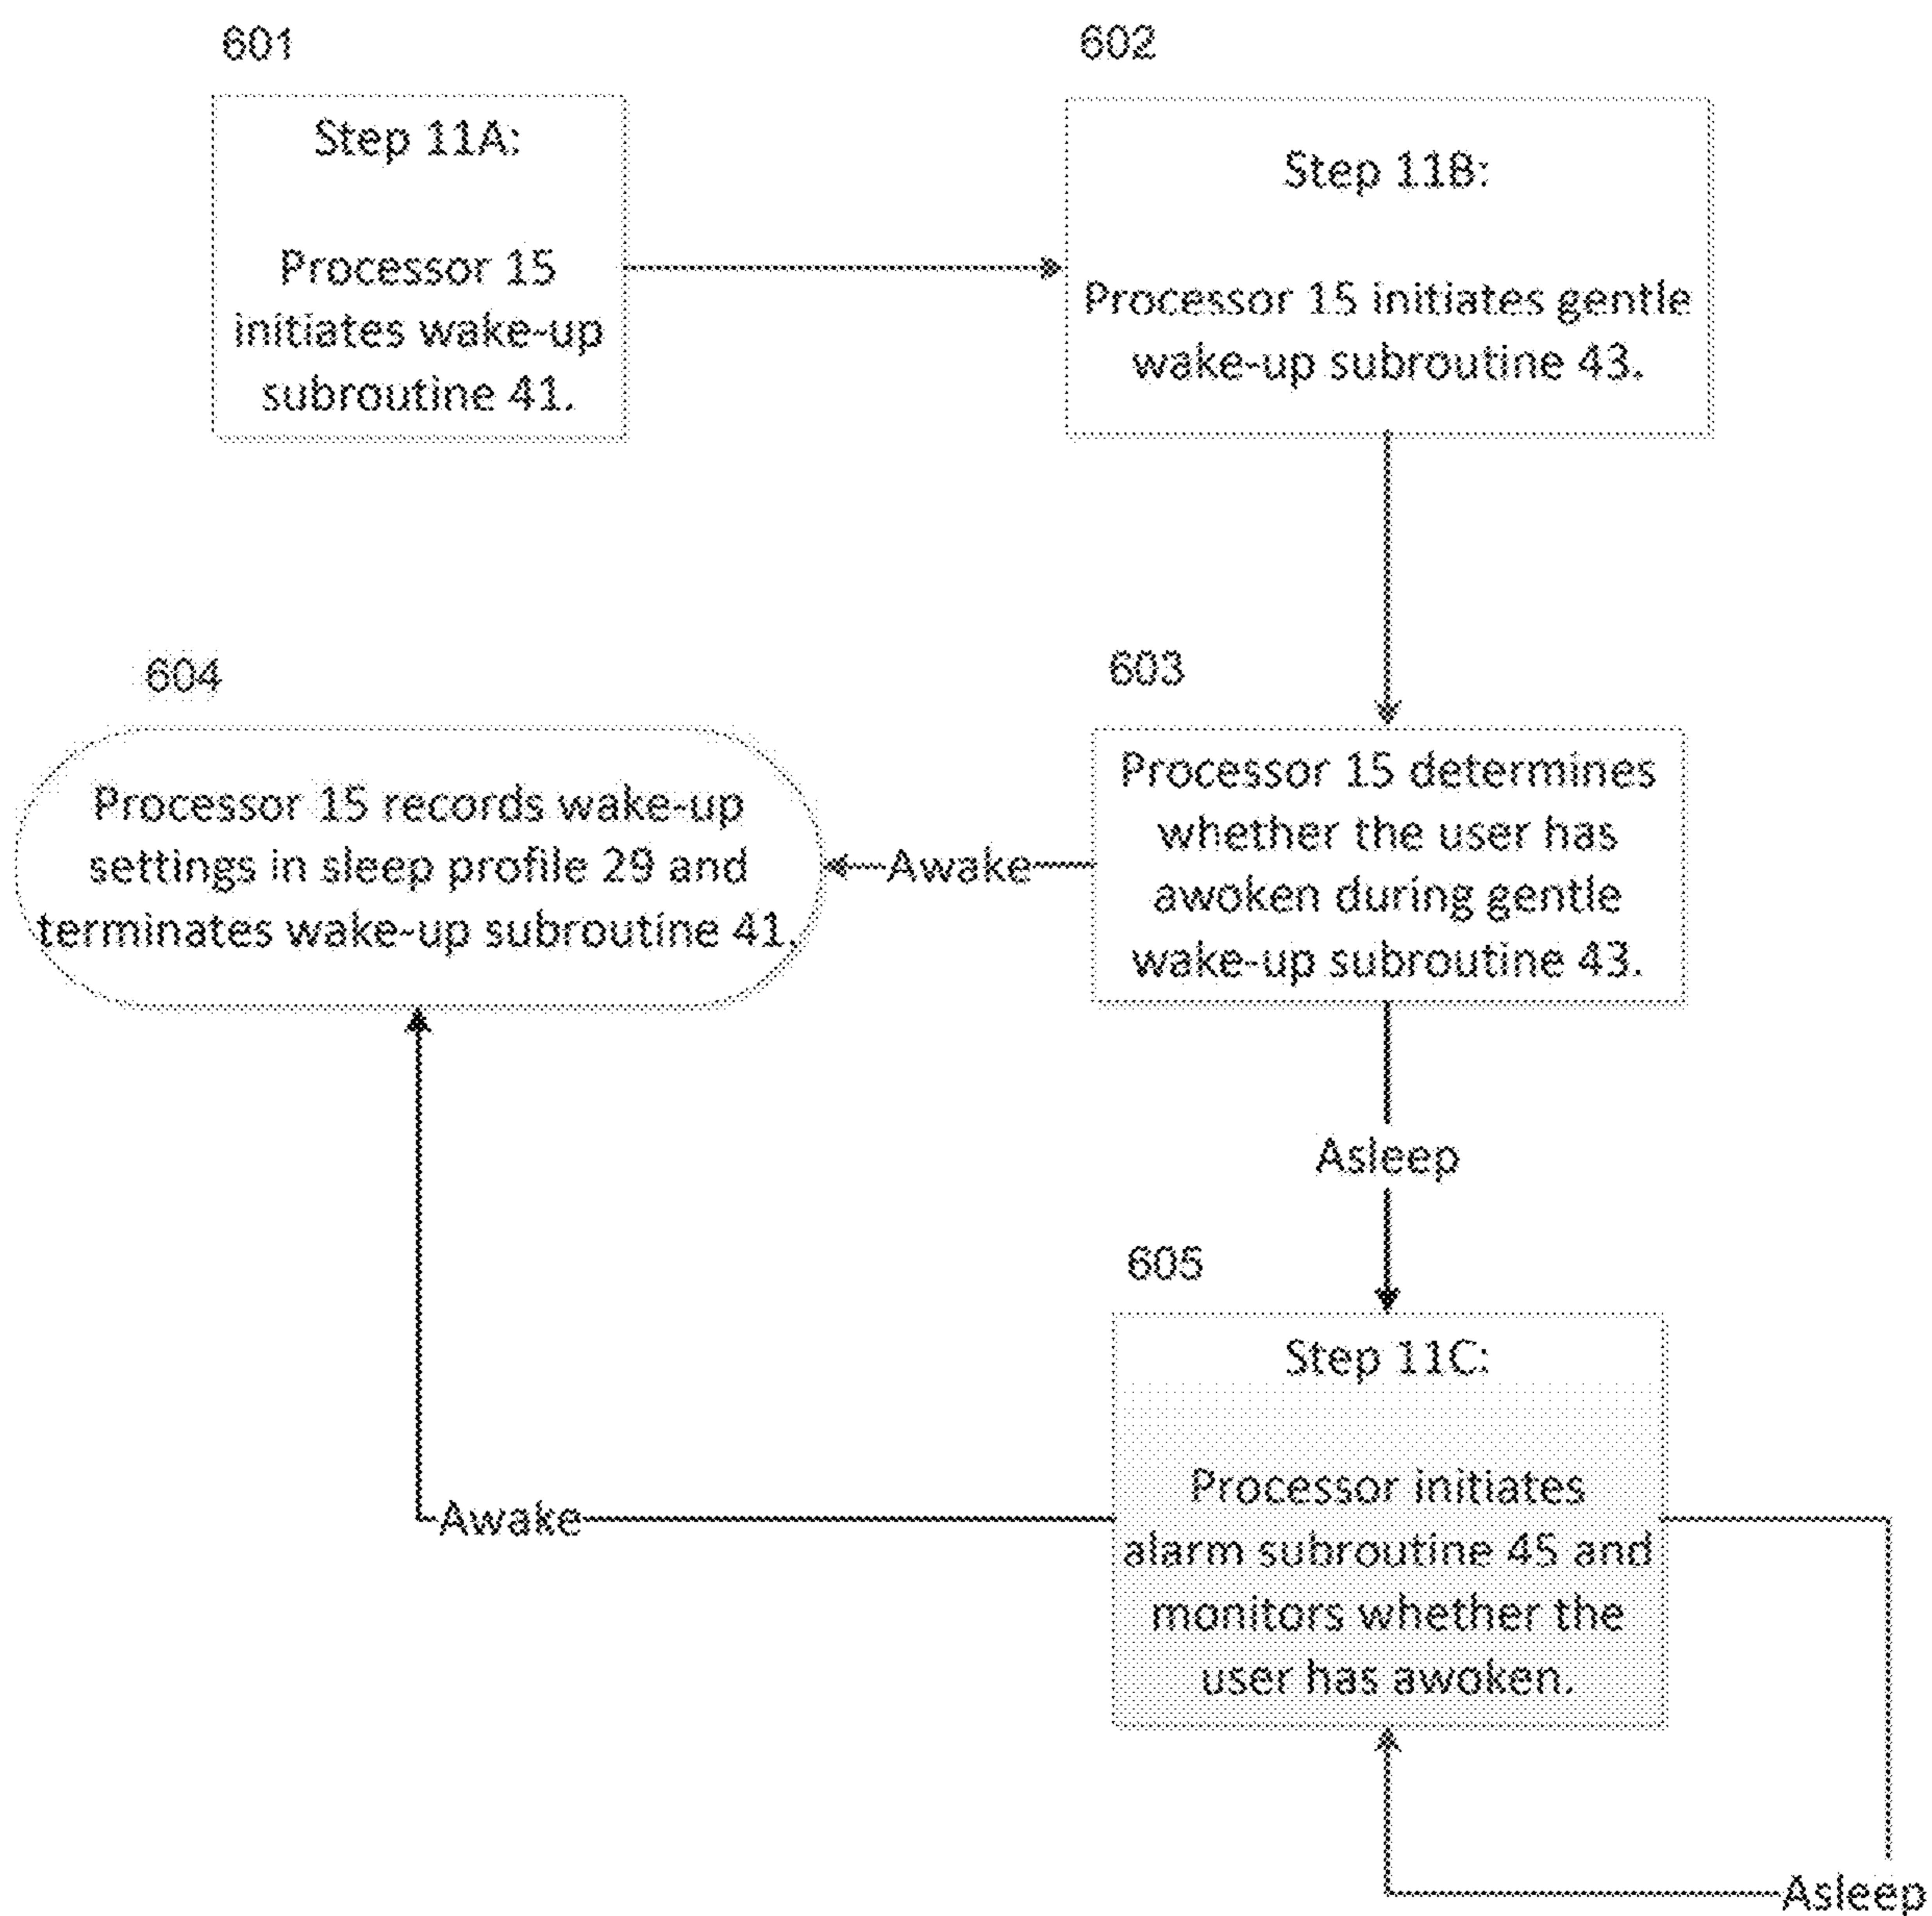 601
Step 11A:
Processor 15
initiates wake-up
subroutine 41.
602
Step 11B:
Processor 15 initiates gentle
wake-up subroutine 43.
603
Processor 15 determines
whether the user has
awoken during gentle
wake-up subroutine 43.
Awake
604
Processor 15 records wake-up
settings in sleep profile 29 and
terminates wake-up subroutine 41.
Asleep
605
Step 11C:
Processor initiates
alarm subroutine 45 and
monitors whether the
user has awoken.
Awake
Asleep